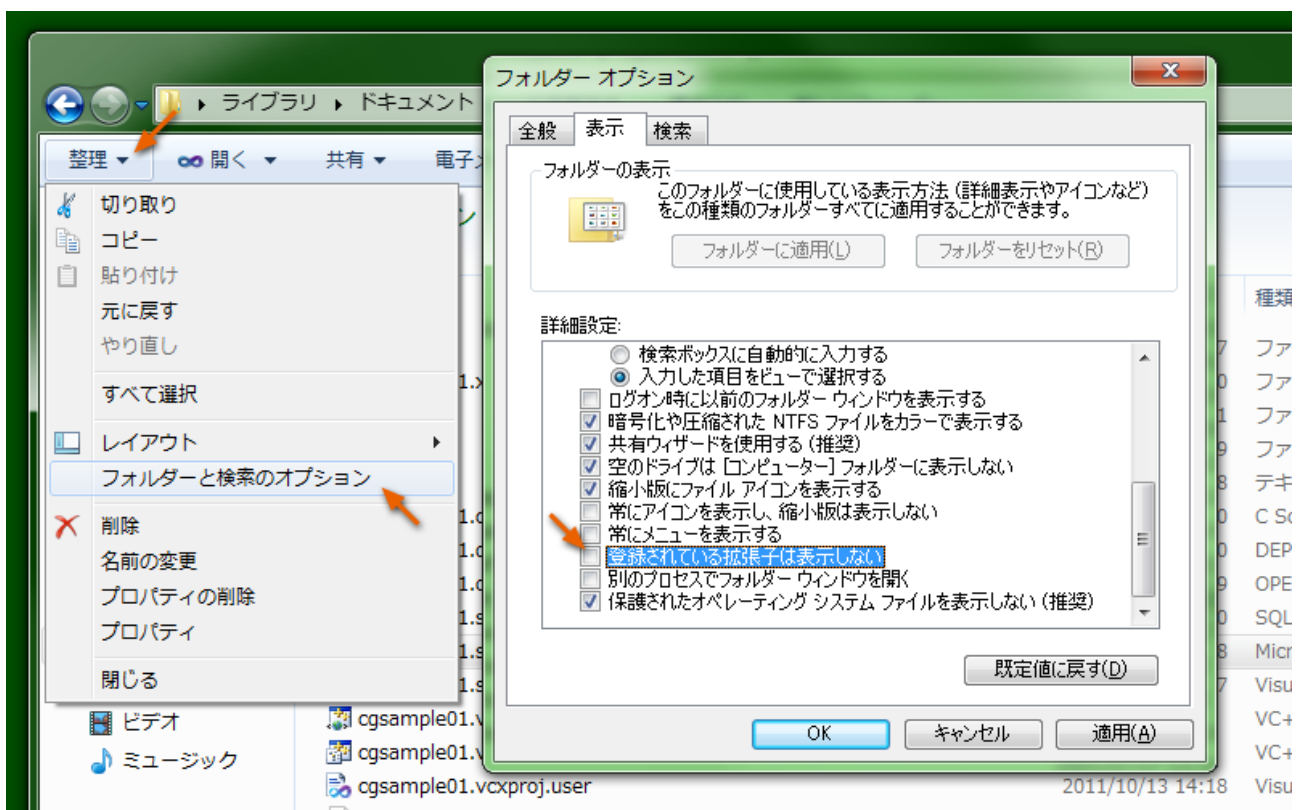 ライブラリ ▸ ドキュメント
整理 ▼ 開く ▼ 共有 ▼ 電子
切り取り
コピー
貼り付け
元に戻す
やり直し
すべて選択
レイアウト
フォルダーと検索のオプション
削除
名前の変更
プロパティの削除
プロパティ
閉じる
ビデオ
ミュージック
フォルダー オプション
全般 表示 検索
フォルダーの表示
このフォルダーに使用している表示方法 (詳細表示やアイコンなど)
をこの種類のフォルダーすべてに適用することができます。
フォルダーに適用(L) フォルダーをリセット(R)
詳細設定:
検索ボックスに自動的に入力する
入力した項目をビューで選択する
ログオン時に以前のフォルダー ウィンドウを表示する
暗号化や圧縮された NTFS ファイルをカラーで表示する
共有ウィザードを使用する (推奨)
空のドライブは [コンピューター] フォルダーに表示しない
縮小版にファイル アイコンを表示する
常にアイコンを表示し、縮小版は表示しない
常にメニューを表示する
登録されている拡張子は表示しない
別のプロセスでフォルダー ウィンドウを開く
保護されたオペレーティング システム ファイルを表示しない (推奨)
既定値に戻す(D)
OK キャンセル 適用(A)
種類
7 ファ
0 ファ
1 ファ
9 ファ
8 テキ
0 C Sc
0 DEP
9 OPE
0 SQL
8 Micr
7 Visu
VC+
VC+
1.x
1.c
1.c
1.c
1.s
1.s
1.s
cgsample01.v
cgsample01.v
cgsample01.vcxproj.user 2011/10/13 14:18 Visu